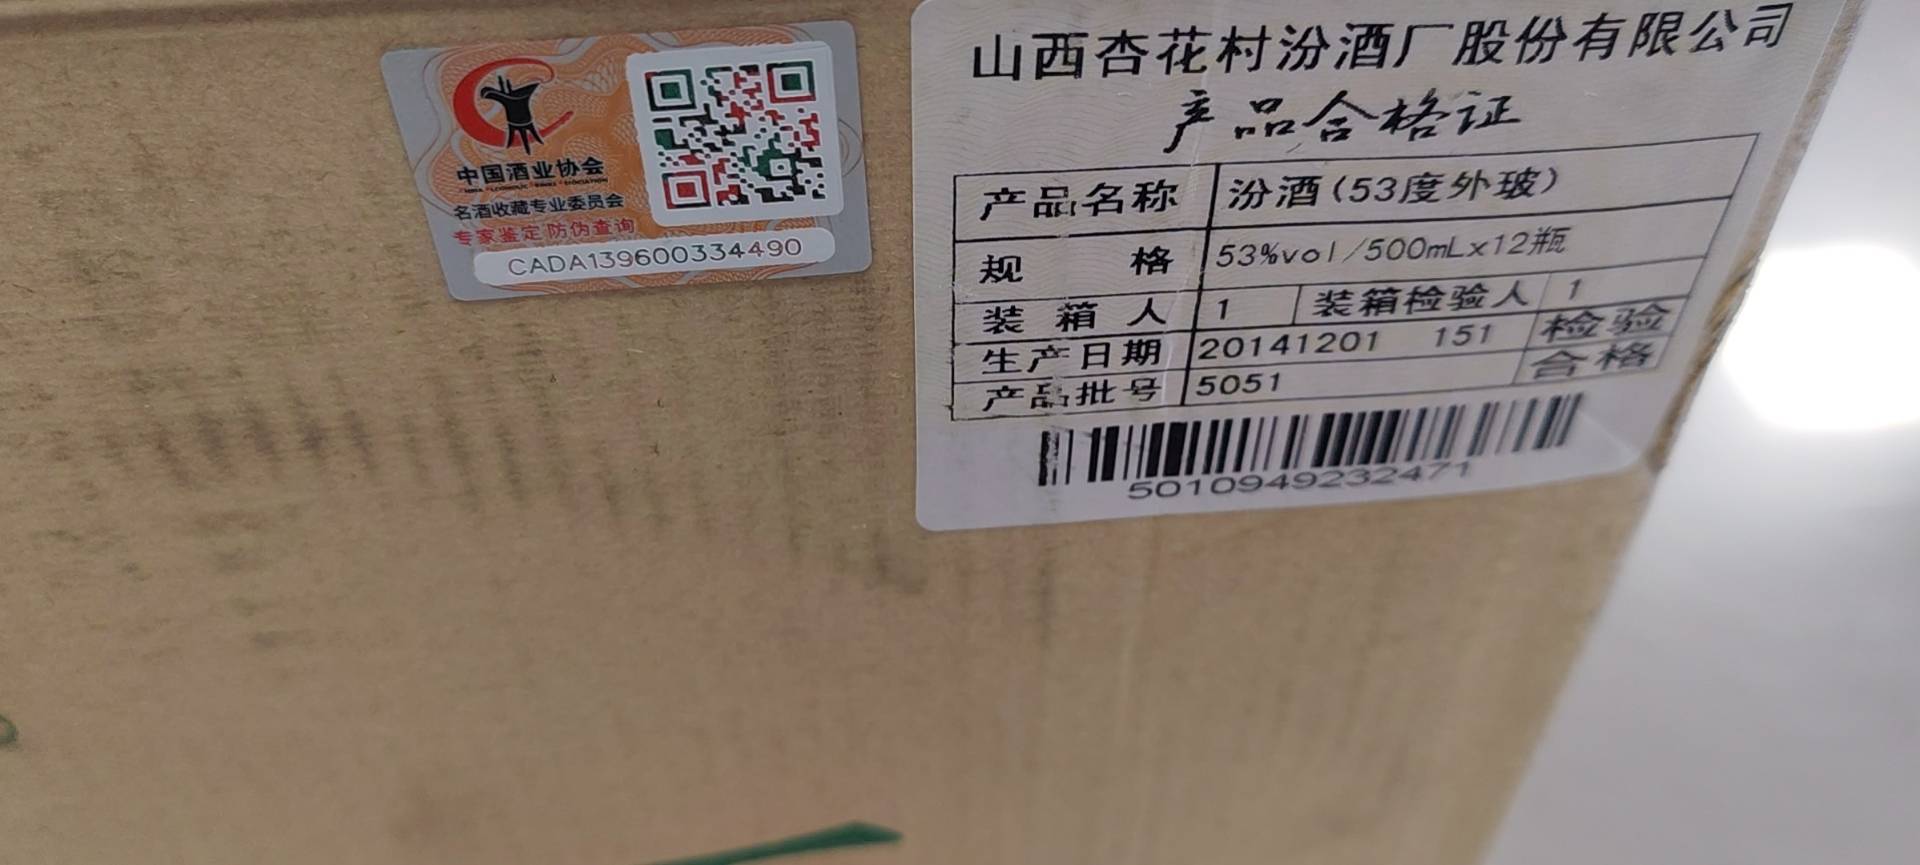 中国酒业协会
名酒收藏专业委员会
专家鉴定 防伪查询
CADA139600334490
山西杏花村汾酒厂股份有限公司
产品合格证
产品名称 汾酒(53度外玻)
规格 53%vol/500mLx12瓶
装箱人 1 装箱检验人 1
生产日期 20141201 151 检验
产品批号 5051 合格
5010949232471